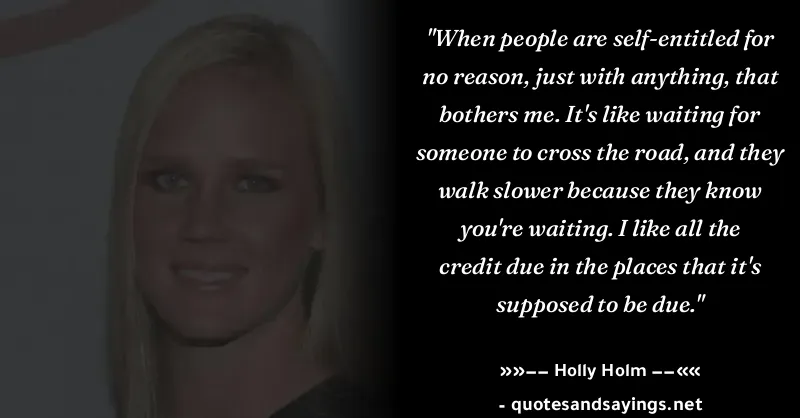 "When people are self-entitled for
no reason, just with anything, that
bothers me. It's like waiting for
someone to cross the road, and they
walk slower because they know
you're waiting. I like all the
credit due in the places that it's
supposed to be due."
»»−− Holly Holm −−««
- quotesandsayings.net